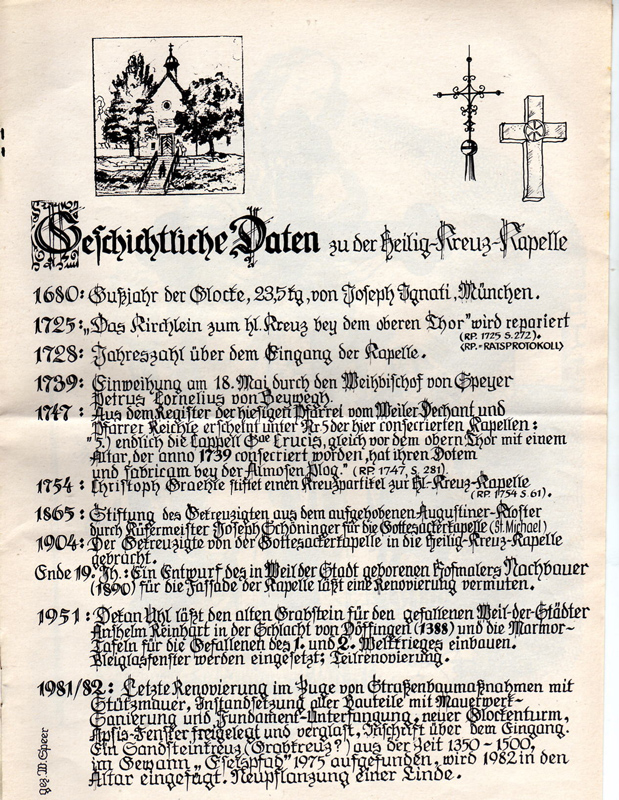 Geschichtliche Daten zu der Heilig-Kreuz-Kapelle
1680: Gußjahr der Glocke, 23,5 kg, von Joseph Ignati, München.
1725: „Das Kirchlein zum hl. Kreuz bey dem oberen Thor" wird repariert
(RP. 1725 S. 272).
(RP. = RATSPROTOKOLL)
1728: Jahreszahl über dem Eingang der Kapelle.
1739: Einweihung am 18. Mai durch den Weihbischof von Speyer
Petrus Cornelius von Beywegh.
1747: Aus dem Register der hiesigen Pfarrei vom Weiler Dechant und
Pfarrer Reichle erscheint unter Nr 5 der hier consecrierten Kapellen:
"5.) endlich die Cappell Sae Crucis, gleich vor dem obern Thor mit einem
Altar, der anno 1739 consecriert worden, hat ihren Dotem
und fabricam bey der Allmosen Pflog." (RP. 1747, S. 281).
1754: Christoph Graehle stiftet einen Kreuzpartikel zur Hl-Kreuz-Kapelle
(RP. 1754 S. 61).
1865: Stiftung des Gekreuzigten aus dem aufgehobenen Augustiner-Kloster
durch Küfermeister Joseph Schöninger für die Gottesackerkapelle (St. Michael)
1904: Der Gekreuzigte von der Gottesackerkapelle in die Heilig-Kreuz-Kapelle
gebracht.
Ende 19. Jh.: Ein Entwurf des in Weil der Stadt geborenen Hofmalers Nachbauer
(1890) für die Fassade der Kapelle läßt eine Renovierung vermuten.
1951: Dekan Uhl läßt den alten Grabstein für den gefallenen Weil-der-Städter
Anshelm Reinhart in der Schlacht von Döffingen (1388) und die Marmor-
Tafeln für die Gefallenen des 1. und 2. Weltkrieges einbauen.
Bleiglasfenster werden eingesetzt; Teilrenovierung.
1981/82: Letzte Renovierung im Zuge von Straßenbaumaßnahmen mit
Stützmauer, Instandsetzung aller Bauteile mit Mauerwerk-
Sanierung und Fundament-Unterfangung, neuer Glockenturm,
Apsis-Fenster freigelegt und verglast, Inschrift über dem Eingang.
Ein Sandsteinkreuz (Grabkreuz?) aus der Zeit 1350 - 1500,
im Gewann „Eselspfad" 1975 aufgefunden, wird 1982 in den
Altar eingefügt. Neupflanzung einer Linde.
gez. W. Speer